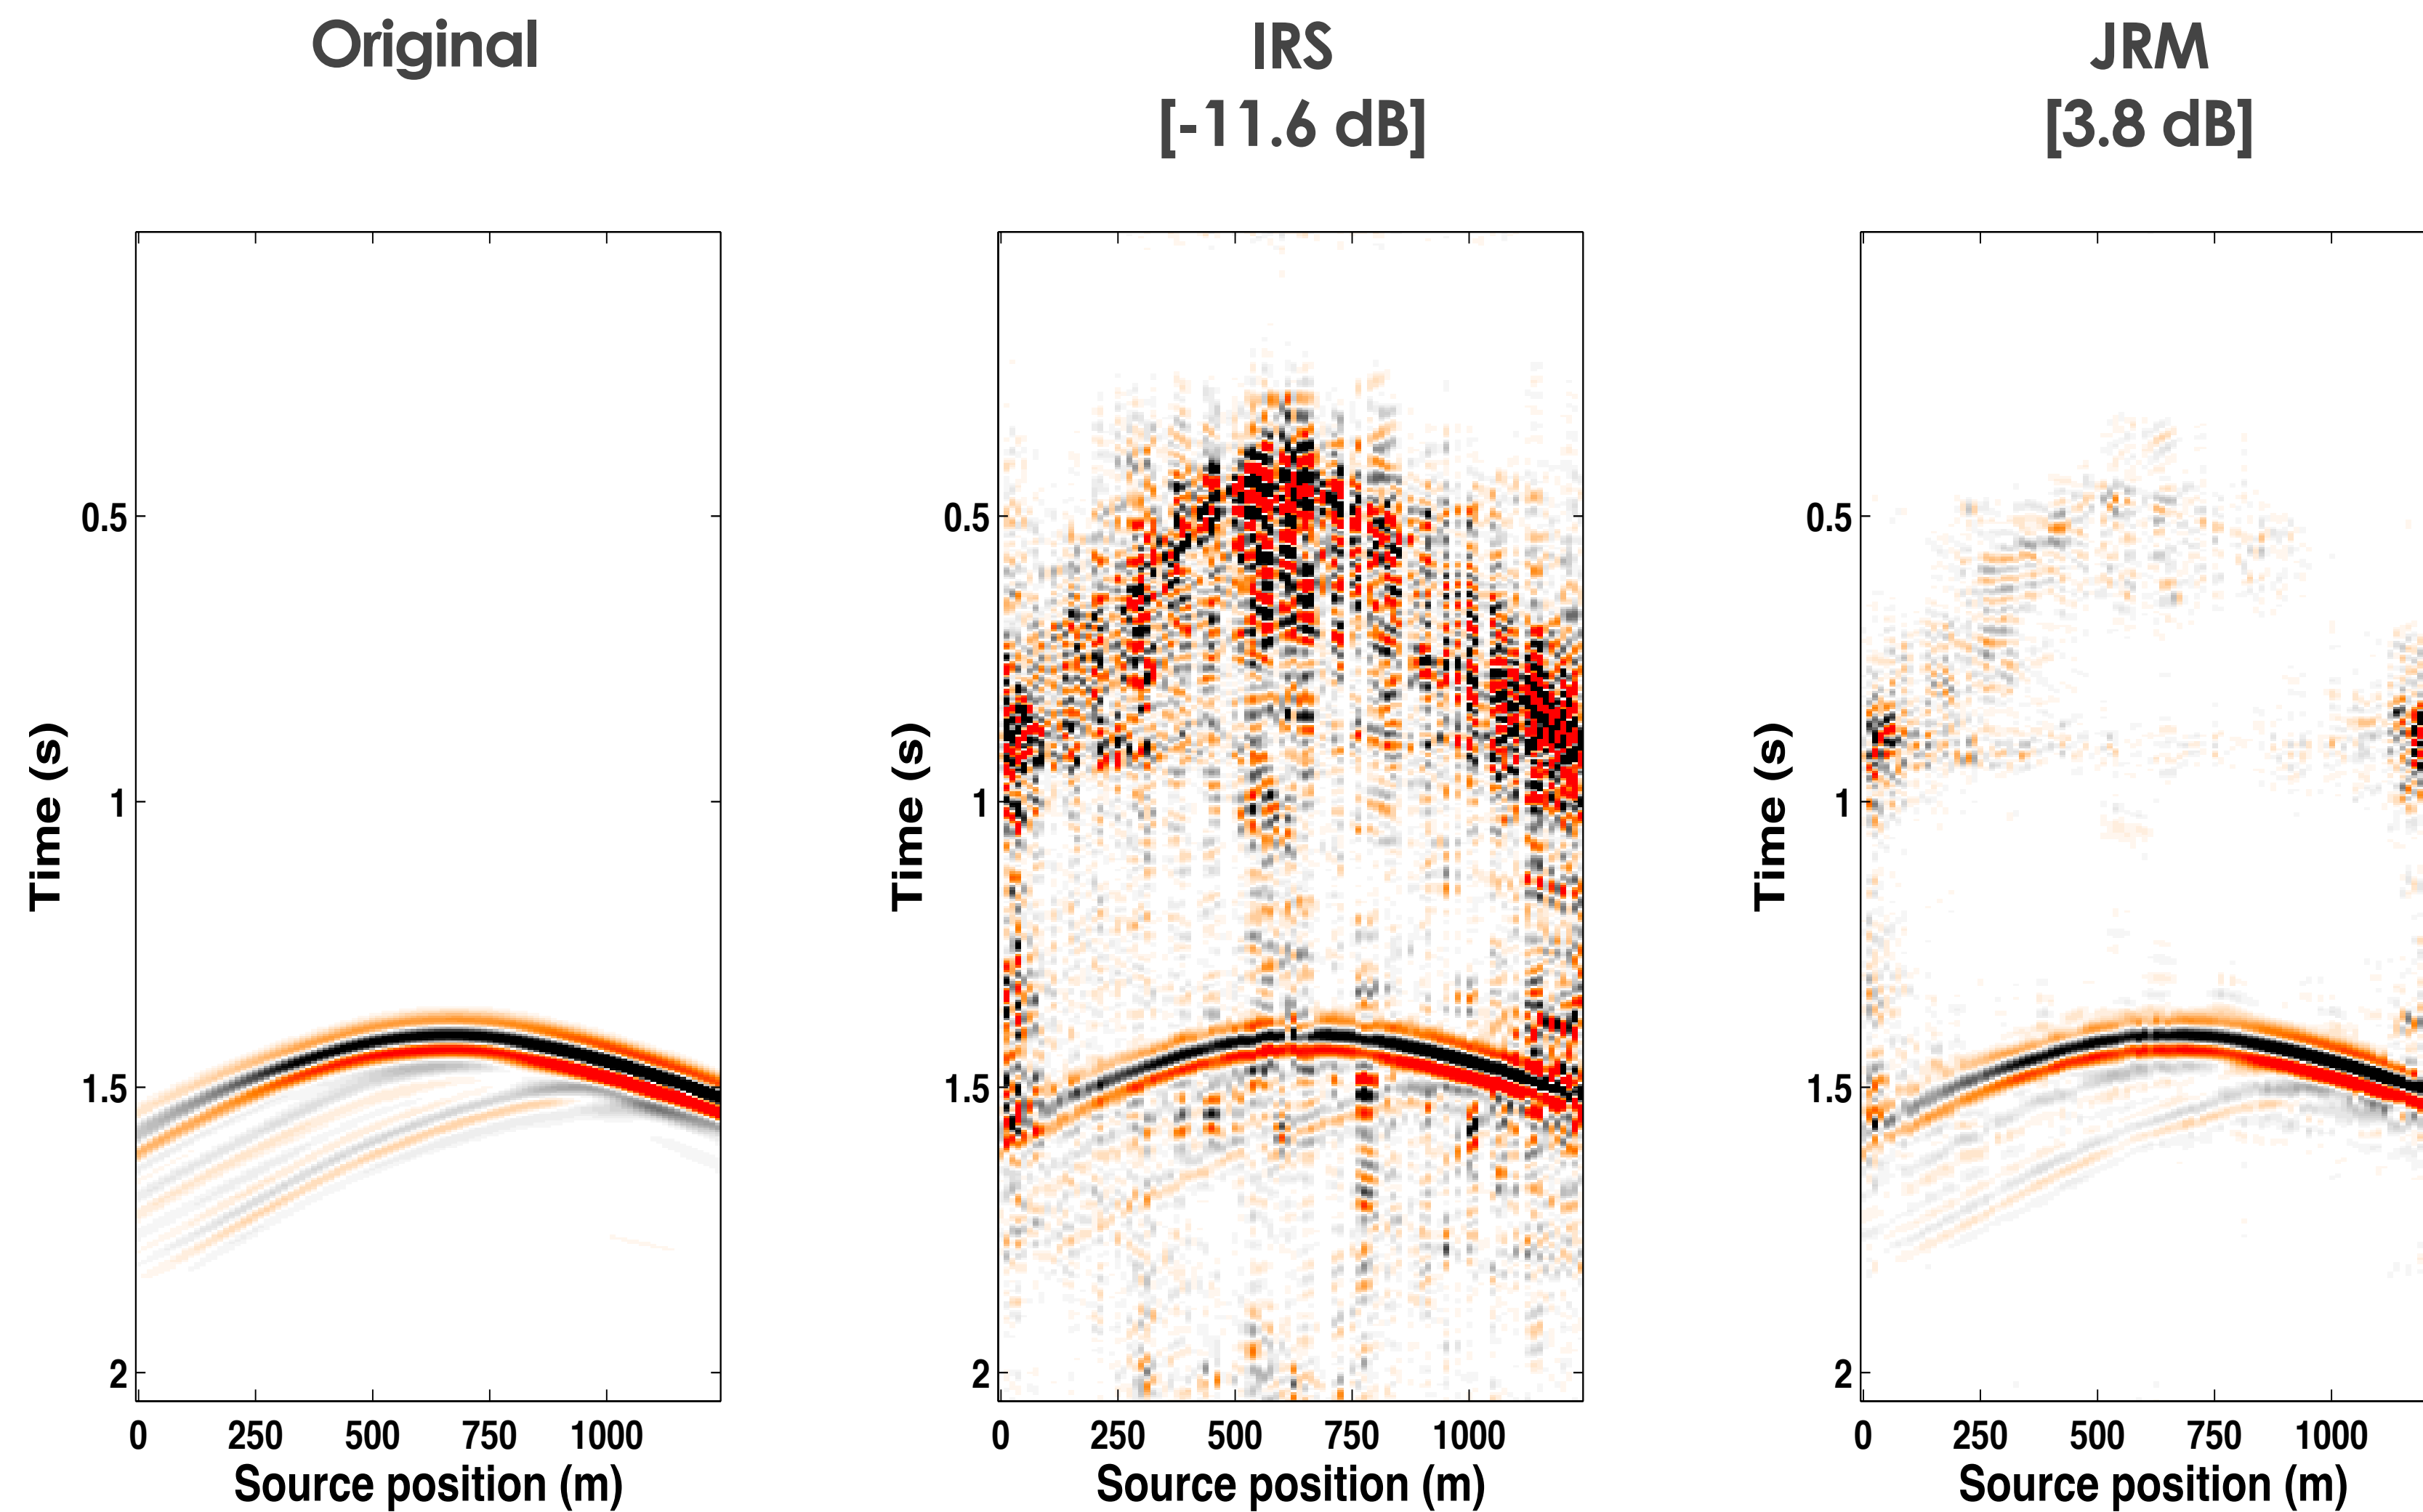 Original
IRS
[-11.6 dB]
JRM
[3.8 dB]
Time (s)
0.5
1
1.5
2
0 250 500 750 1000
Source position (m)
Time (s)
0.5
1
1.5
2
0 250 500 750 1000
Source position (m)
Time (s)
0.5
1
1.5
2
0 250 500 750 1000
Source position (m)